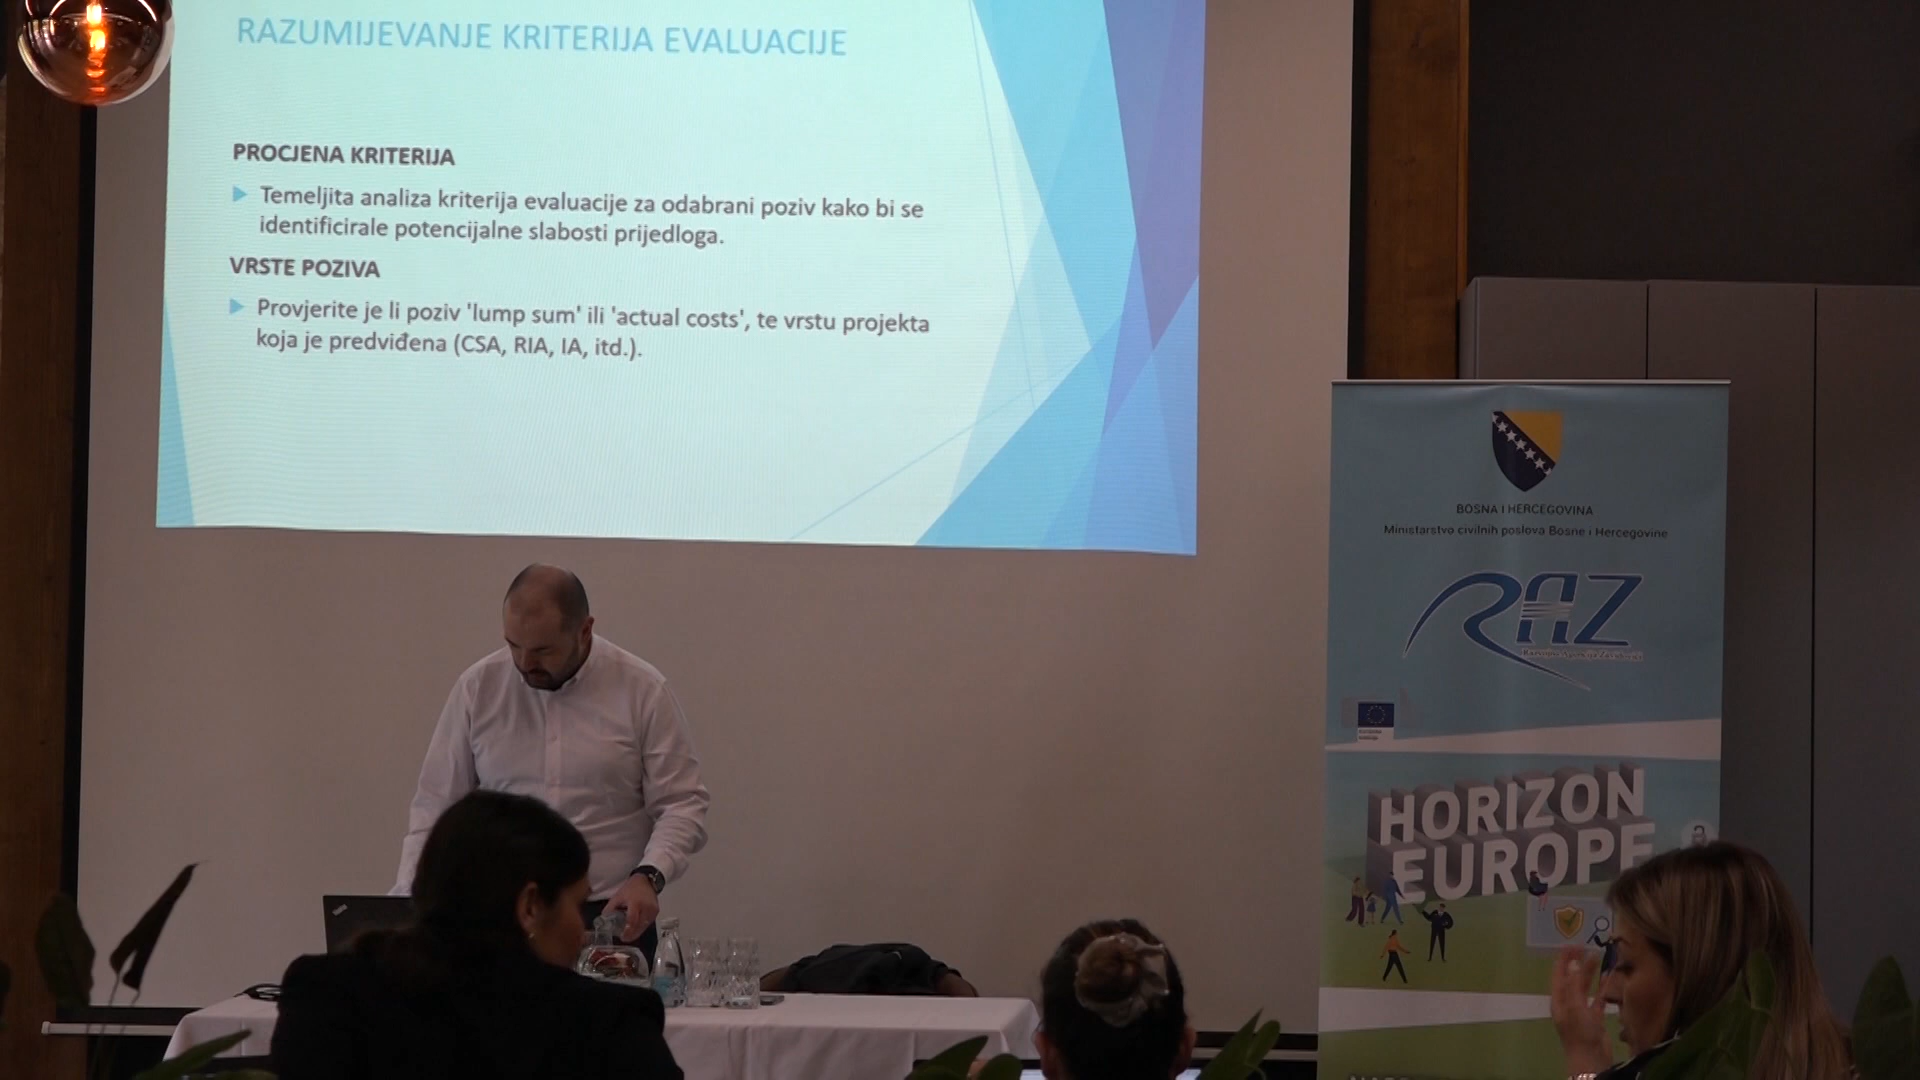 RAZUMIJEVANJE KRITERIJA EVALUACIJE
PROCJENA KRITERIJA
Temeljita analiza kriterija evaluacije za odabrani poziv kako bi se
identificirale potencijalne slabosti prijedloga.
VRSTE POZIVA
Provjerite je li poziv 'lump sum' ili 'actual costs', te vrstu projekta
koja je predviđena (CSA, RIA, IA, itd.).
BOSNA I HERCEGOVINA
Ministarstvo civilnih poslova Bosne i Hercegovine
RAZ
HORIZON
EUROPE